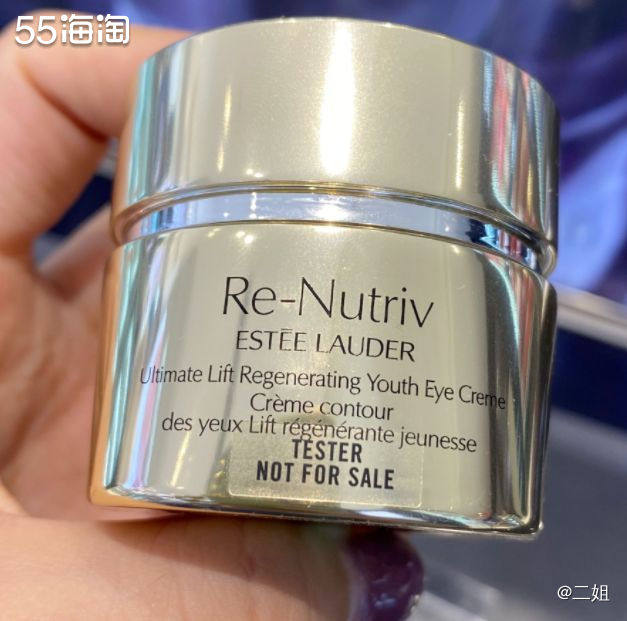 55海淘
Re-Nutriv
ESTĒE LAUDER
Ultimate Lift Regenerating Youth Eye Creme
Crème contour
des yeux Lift régénérante jeunesse
TESTER
NOT FOR SALE
@二姐